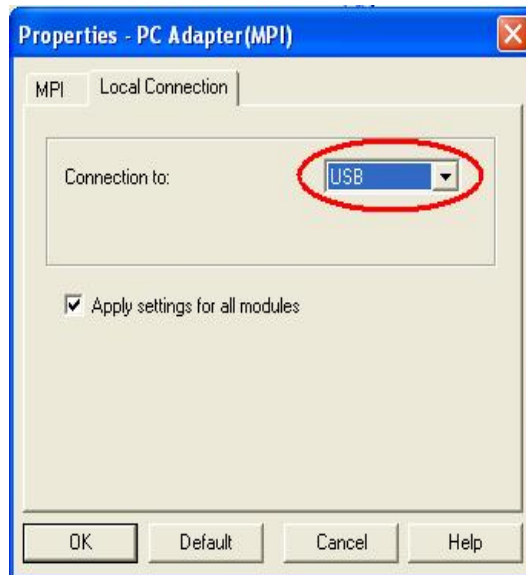 Properties - PC Adapter(MPI)
MPI Local Connection
Connection to: USB
Apply settings for all modules
OK Default Cancel Help